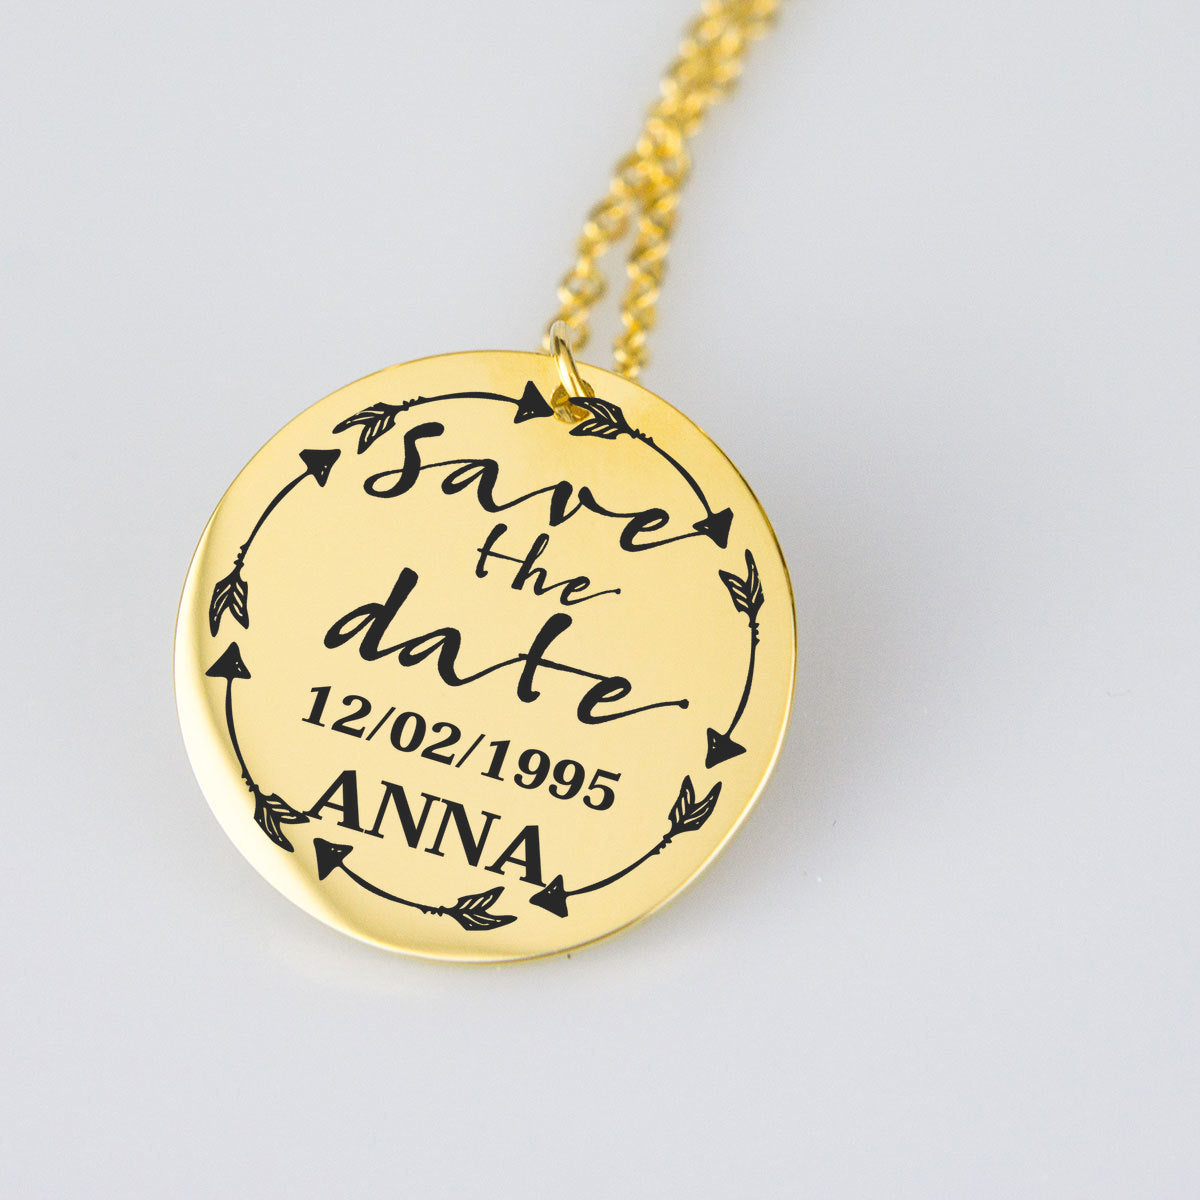 save
the
date
12/02/1995
ANNA